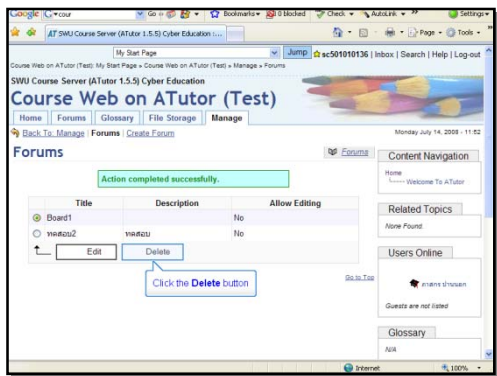 Google
Go
Bookmarks
0 blocked
Check
AutoLink
Settings
AT SWU Course Server (ATutor 1.5.5) Cyber Education :...
Page
Tools
My Start Page
Jump
sc501010136 | Inbox | Search | Help | Log-out
Course Web on ATutor (Test): My Start Page » Course Web on ATutor (Test) » Manage » Forums
SWU Course Server (ATutor 1.5.5) Cyber Education
Course Web on ATutor (Test)
Home
Forums
Glossary
File Storage
Manage
Back To: Manage | Forums | Create Forum
Monday July 14, 2008 - 11:52
Forums
Forums
Content Navigation
Home
Welcome To ATutor
Action completed successfully.
Title
Description
Allow Editing
Board1
No
ทดสอบ2
ทดสอบ
No
Edit
Delete
Click the Delete button
Go to Top
Related Topics
None Found.
Users Online
Guests are not listed
Glossary
N/A
Internet
100%